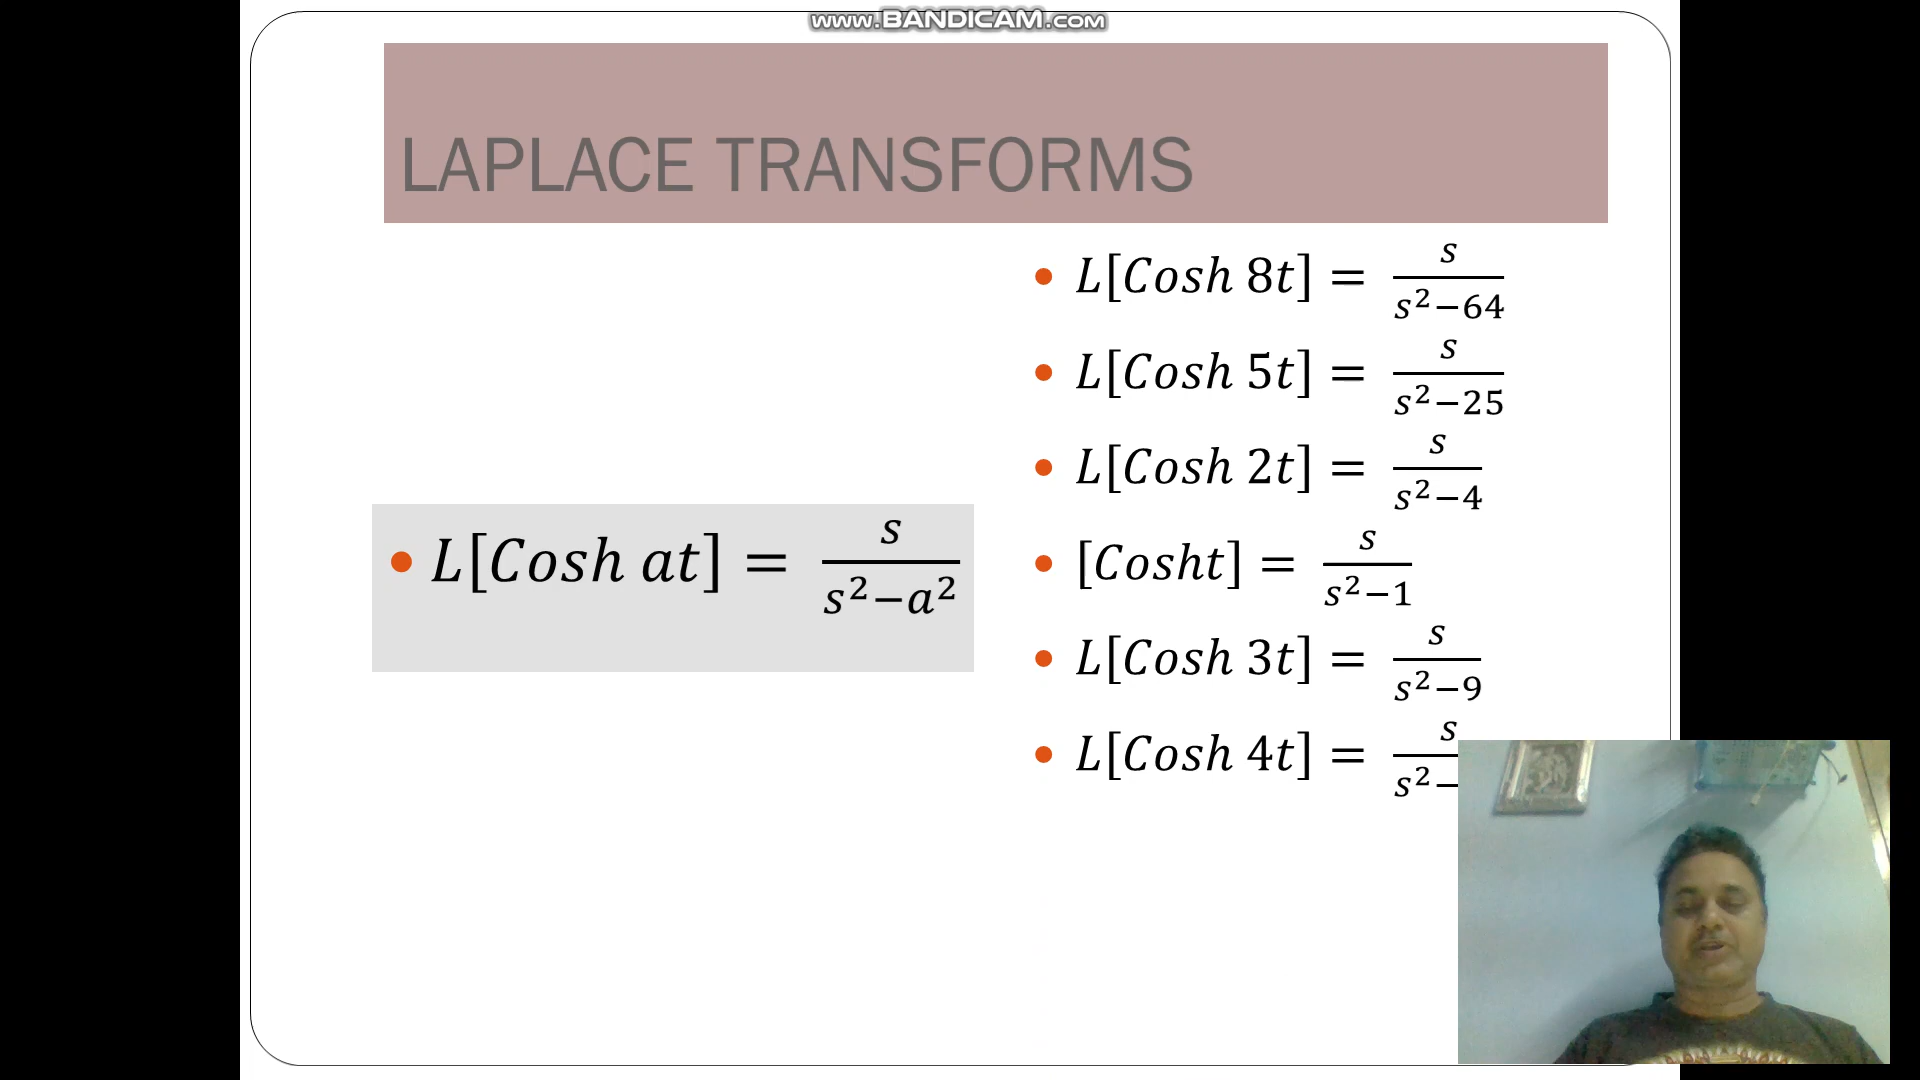 www.BANDICAM.com
LAPLACE TRANSFORMS
• L[Cosh at] = s/(s²−a²)
• L[Cosh 8t] = s/(s²−64)
• L[Cosh 5t] = s/(s²−25)
• L[Cosh 2t] = s/(s²−4)
• [Cosht] = s/(s²−1)
• L[Cosh 3t] = s/(s²−9)
• L[Cosh 4t] = s/(s²−